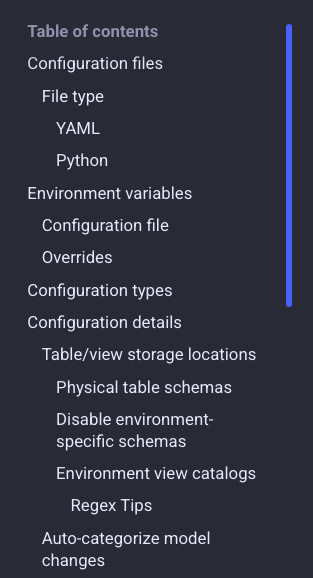 Table of contents
Configuration files
File type
YAML
Python
Environment variables
Configuration file
Overrides
Configuration types
Configuration details
Table/view storage locations
Physical table schemas
Disable environment-
specific schemas
Environment view catalogs
Regex Tips
Auto-categorize model
changes